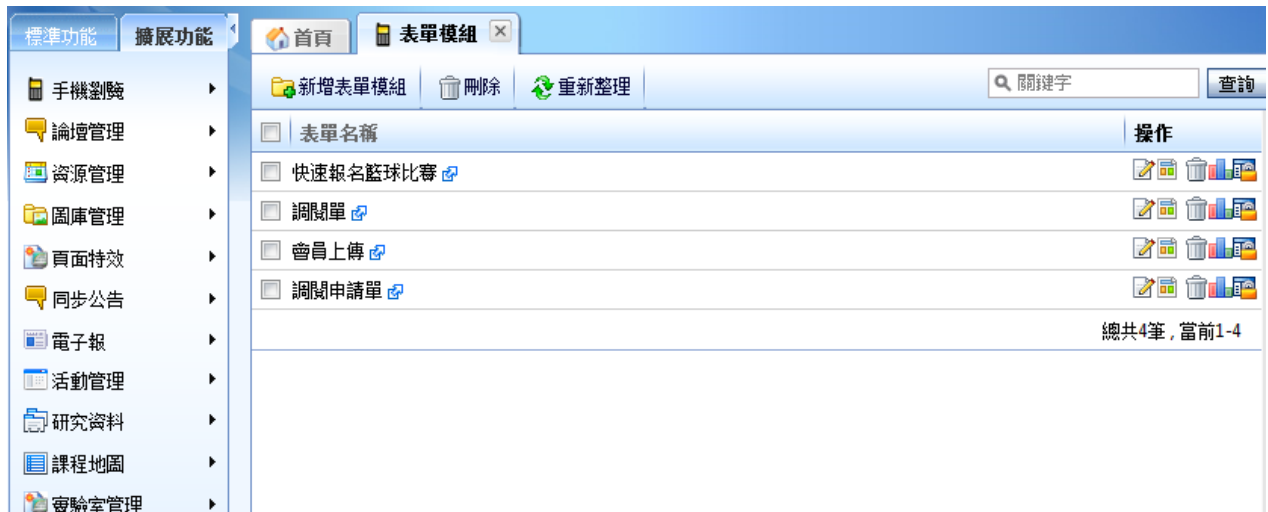 標準功能 擴展功能
首頁 表單模組
手機瀏覽
論壇管理
資源管理
圖庫管理
頁面特效
同步公告
電子報
活動管理
研究資料
課程地圖
實驗室管理
新增表單模組 刪除 重新整理 關鍵字 查詢
表單名稱 操作
快速報名籃球比賽
調閱單
會員上傳
調閱申請單
總共4筆 , 當前1-4